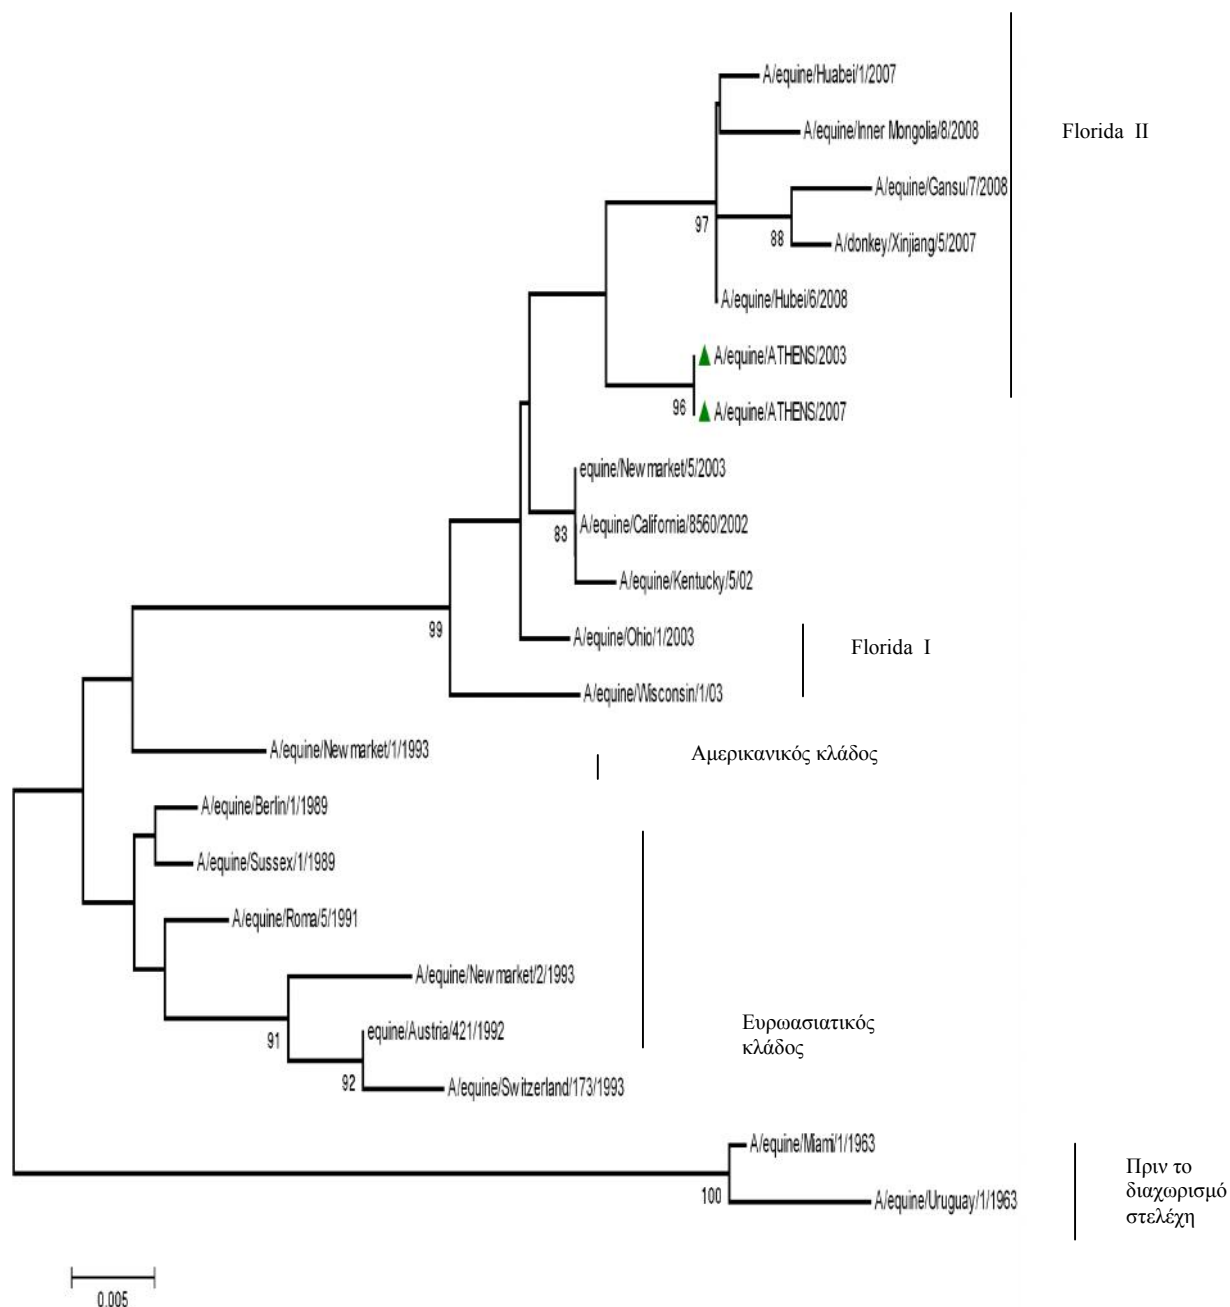 A/equine/Huabei/1/2007
A/equine/Inner Mongolia/8/2008
Florida II
A/equine/Gansu/7/2008
97
88
A/donkey/Xinjiang/5/2007
A/equine/Hubei/6/2008
A/equine/ATHENS/2003
96
A/equine/ATHENS/2007
equine/Newmarket/5/2003
A/equine/California/8560/2002
83
A/equine/Kentucky/5/02
99
A/equine/Ohio/1/2003
Florida I
A/equine/Wisconsin/1/03
A/equine/Newmarket/1/1993
Αμερικανικός κλάδος
A/equine/Berlin/1/1989
A/equine/Sussex/1/1989
A/equine/Roma/5/1991
A/equine/Newmarket/2/1993
91
equine/Austria/421/1992
Ευρωασιατικός
κλάδος
92
A/equine/Switzerland/173/1993
A/equine/Miami/1/1963
100
A/equine/Uruguay/1/1963
Πριν το
διαχωρισμό
στελέχη
0.005